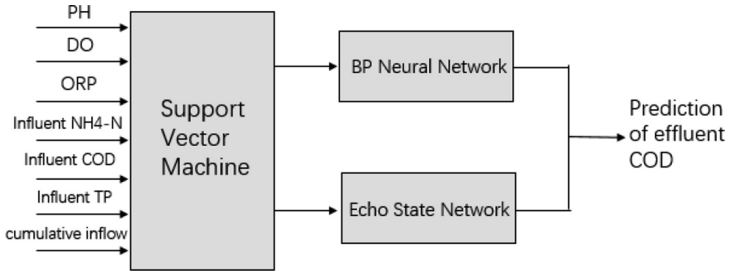 PH
DO
ORP
Influent NH4-N
Influent COD
Influent TP
cumulative inflow
Support
Vector
Machine
BP Neural Network
Echo State Network
Prediction
of effluent
COD